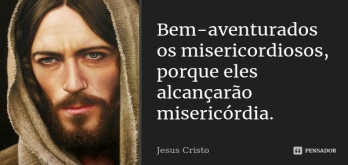 Bem-aventurados
os misericordiosos,
porque eles
alcançarão
misericórdia.
Jesus Cristo
PENSADOR